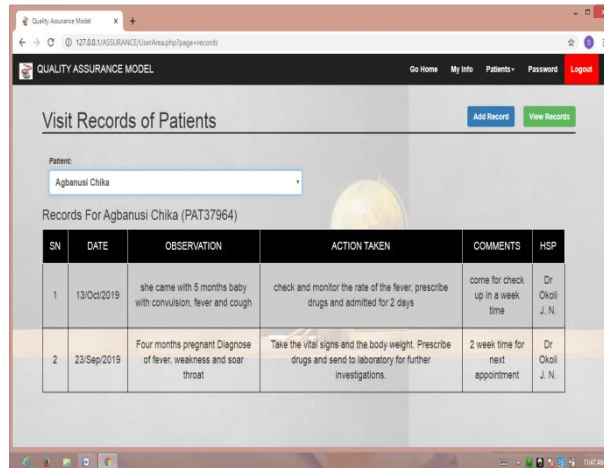 Quality Assurance Model
127.0.0.1/ASSURANCE/UserArea.php?page=records
QUALITY ASSURANCE MODEL
Go Home My Info Patients Password Logout
Visit Records of Patients
Add Record View Records
Patient:
Agbanusi Chika
Records For Agbanusi Chika (PAT37964)
SN DATE OBSERVATION ACTION TAKEN COMMENTS HSP
1
13/Oct/2019
she came with 5 months baby
with convulsion, fever and cough
check and monitor the rate of the fever, prescribe
drugs and admitted for 2 days
come for check
up in a week
time
Dr
Okoli
J. N.
2
23/Sep/2019
Four months pregnant Diagnose
of fever, weakness and soar
throat
Take the vital signs and the body weight. Prescribe
drugs and send to laboratory for further
investigations.
2 week time for
next
appointment
Dr
Okoli
J. N.
11:47 AM